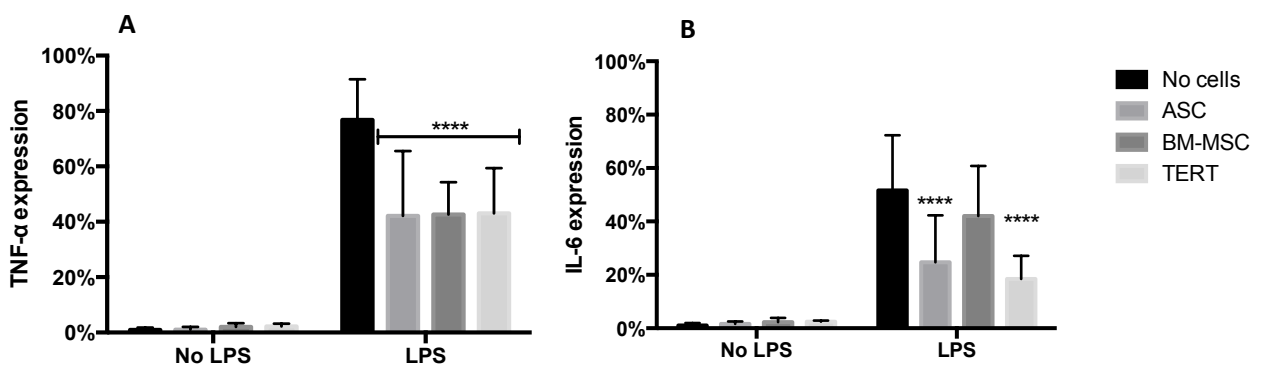 A
TNF-α expression
100%
80%
60%
40%
20%
0%
****
No LPS
LPS
B
IL-6 expression
100%
80%
60%
40%
20%
0%
****
****
No LPS
LPS
No cells
ASC
BM-MSC
TERT